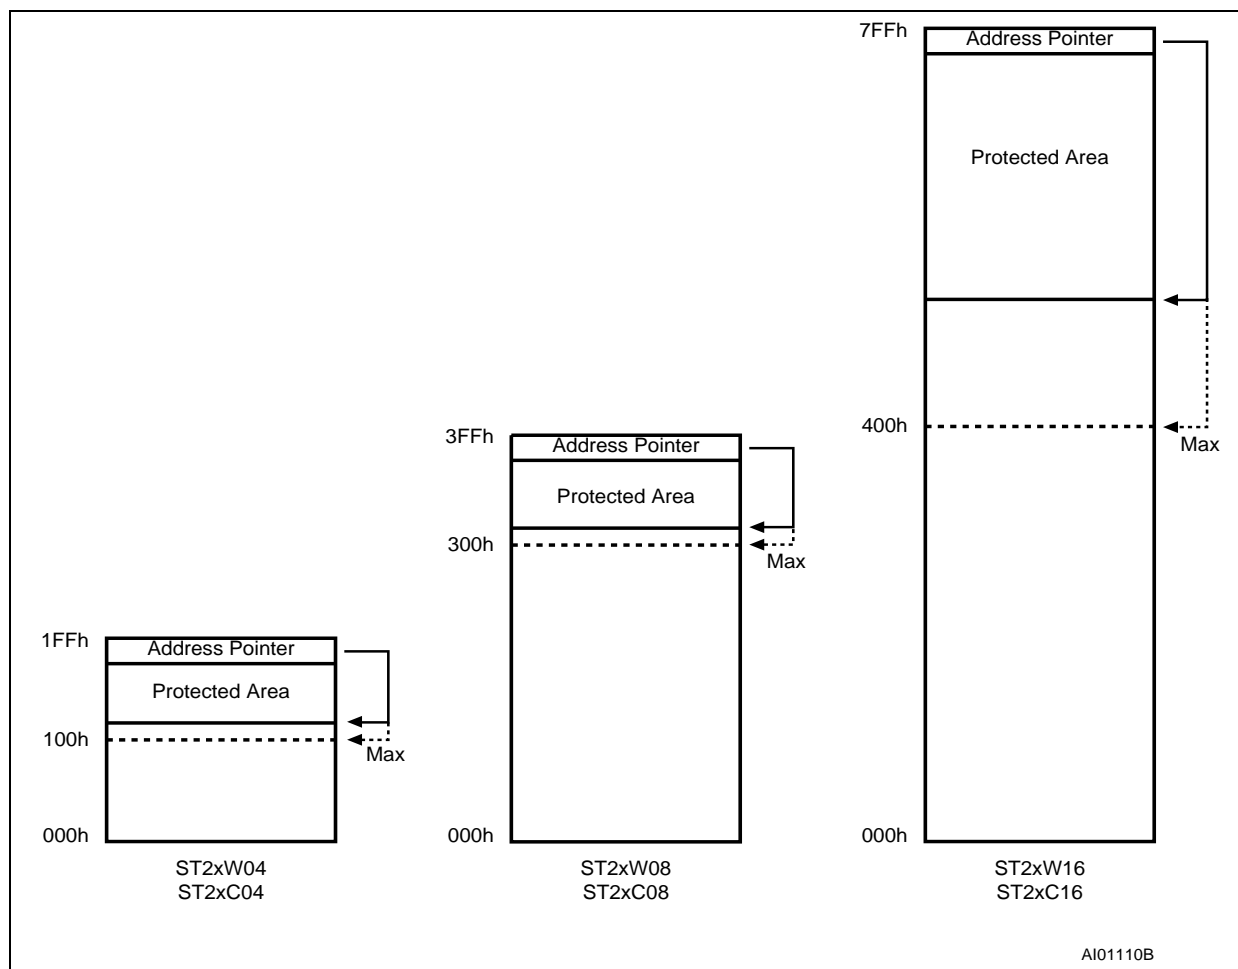 7FFh
Address Pointer
Protected Area
400h
Max
3FFh
Address Pointer
Protected Area
300h
Max
1FFh
Address Pointer
Protected Area
100h
Max
000h
000h
000h
ST2xW04
ST2xC04
ST2xW08
ST2xC08
ST2xW16
ST2xC16
AI01110B